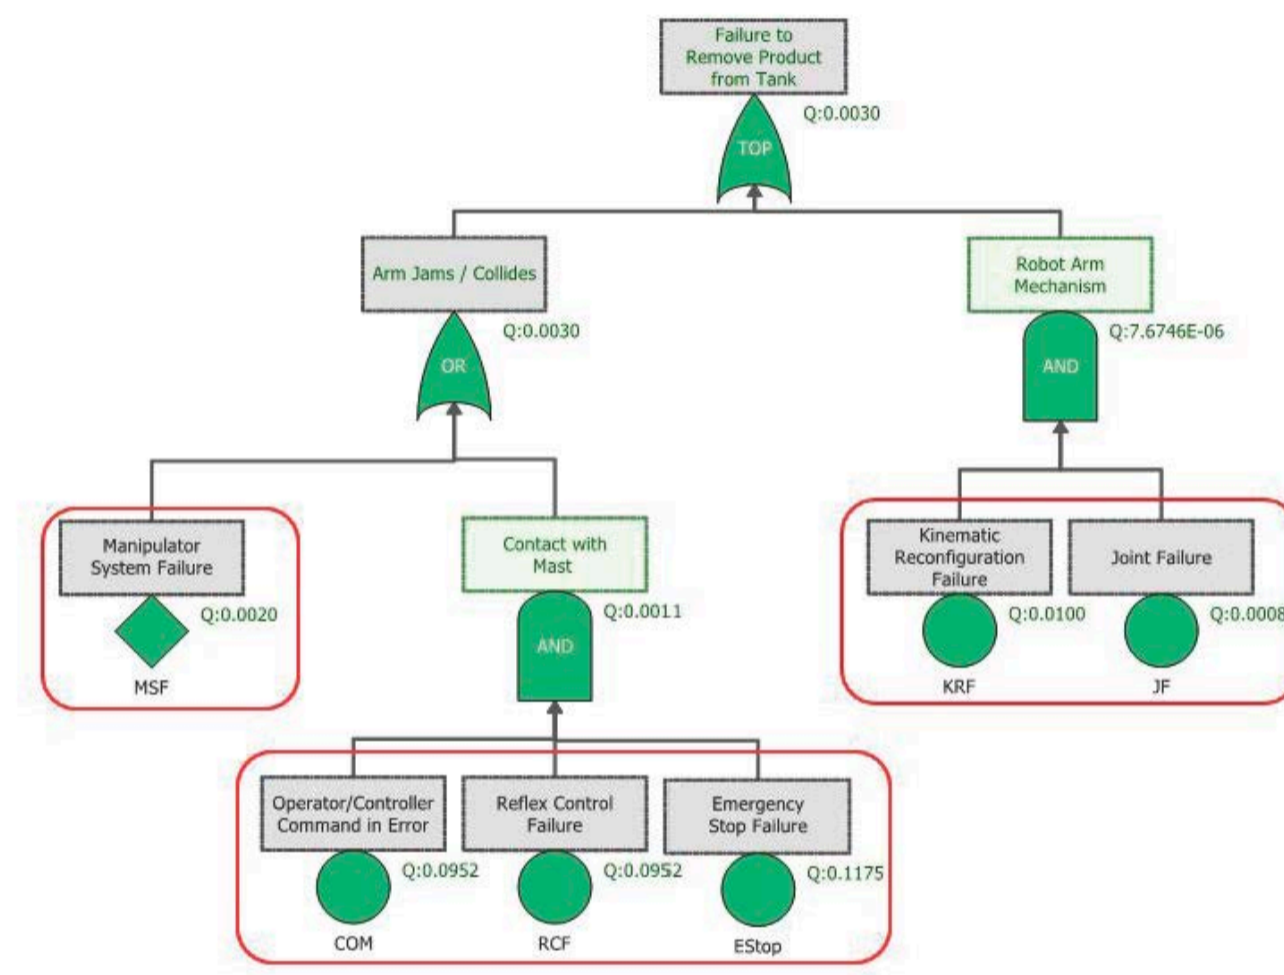 Failure to
Remove Product
from Tank
Q:0.0030
TOP
Arm Jams / Collides
Q:0.0030
OR
Robot Arm
Mechanism
Q:7.6746E-06
AND
Manipulator
System Failure
Q:0.0020
MSF
Contact with
Mast
Q:0.0011
AND
Kinematic
Reconfiguration
Failure
Q:0.0100
KRF
Joint Failure
Q:0.0008
JF
Operator/Controller
Command in Error
Q:0.0952
COM
Reflex Control
Failure
Q:0.0952
RCF
Emergency
Stop Failure
Q:0.1175
EStop